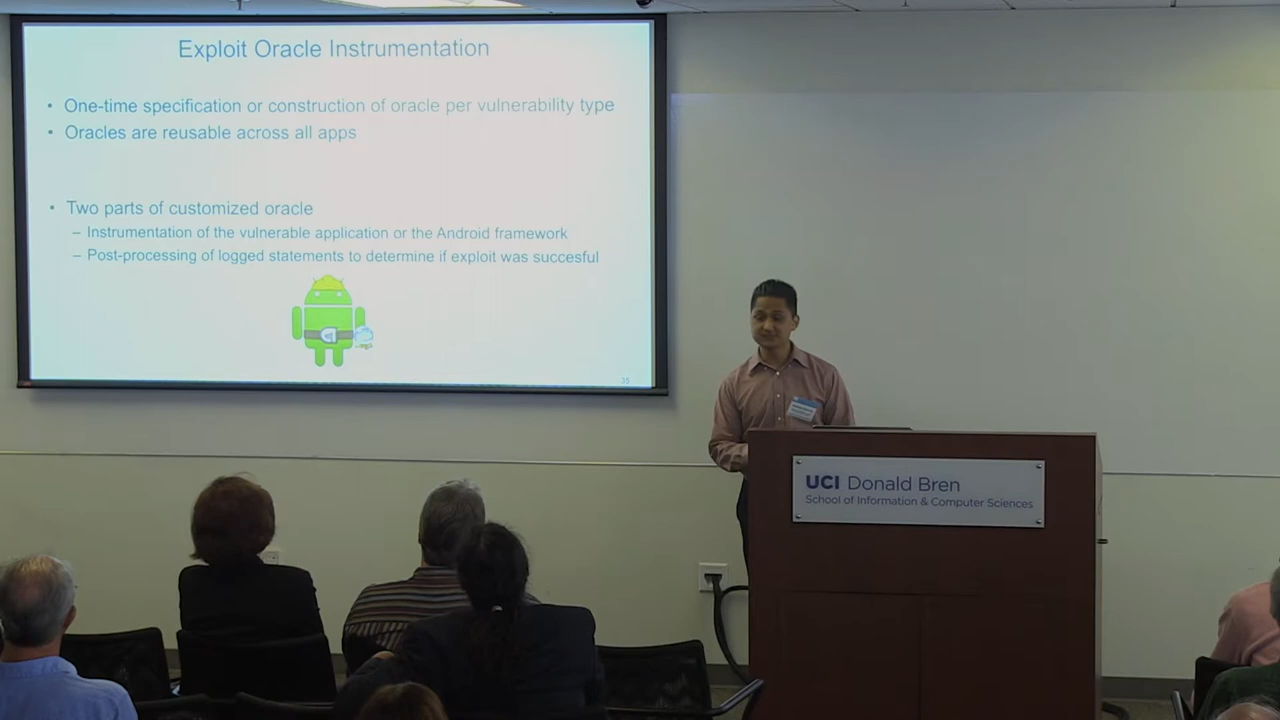 Exploit Oracle Instrumentation
• One-time specification or construction of oracle per vulnerability type
• Oracles are reusable across all apps
• Two parts of customized oracle
– Instrumentation of the vulnerable application or the Android framework
– Post-processing of logged statements to determine if exploit was succesful
35
UCI Donald Bren
School of Information & Computer Sciences